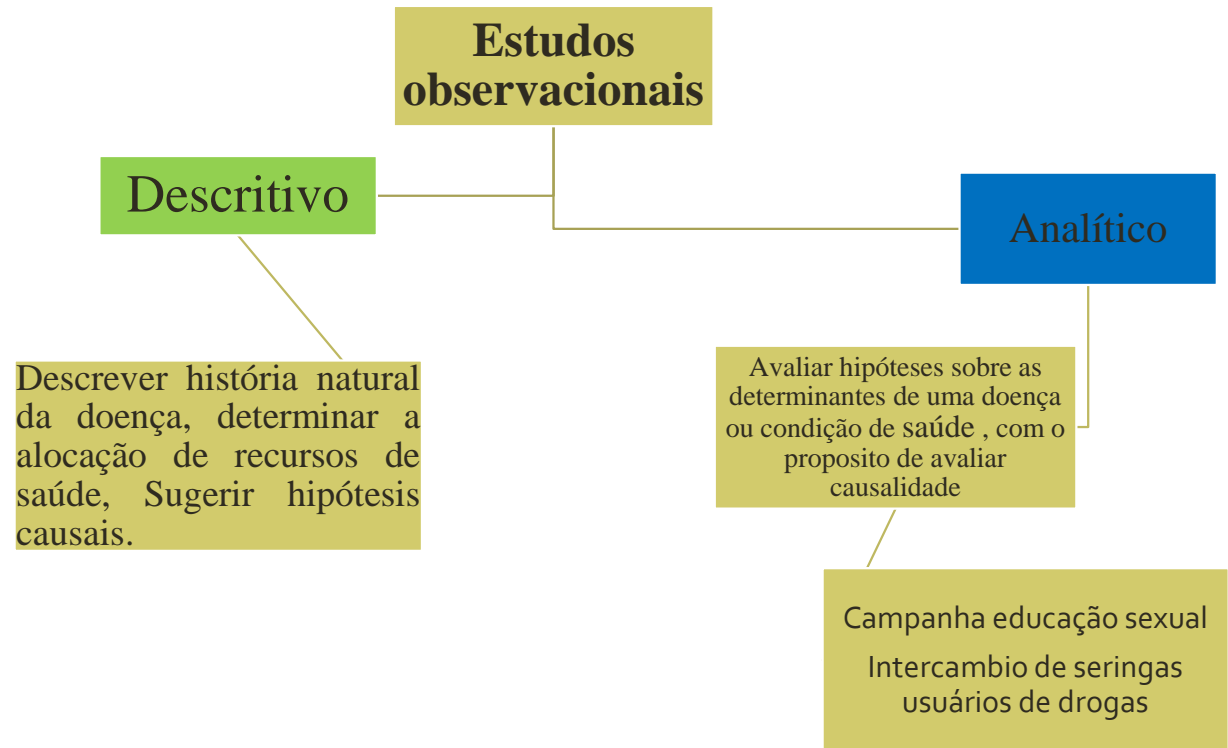 Estudos
observacionais
Descritivo
Analítico
Descrever história natural
da doença, determinar a
alocação de recursos de
saúde, Sugerir hipótesis
causais.
Avaliar hipóteses sobre as
determinantes de uma doença
ou condição de saúde , com o
proposito de avaliar
causalidade
Campanha educação sexual
Intercambio de seringas
usuários de drogas